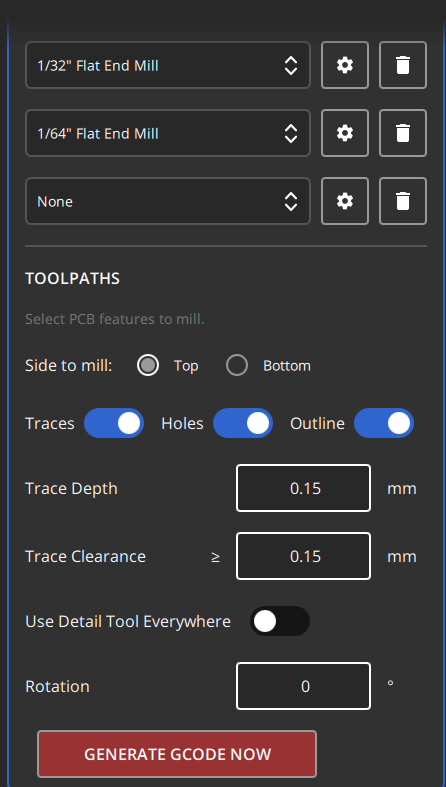 1/32" Flat End Mill
1/64" Flat End Mill
None
TOOLPATHS
Select PCB features to mill.
Side to mill: Top Bottom
Traces Holes Outline
Trace Depth 0.15 mm
Trace Clearance ≥ 0.15 mm
Use Detail Tool Everywhere
Rotation 0 °
GENERATE GCODE NOW